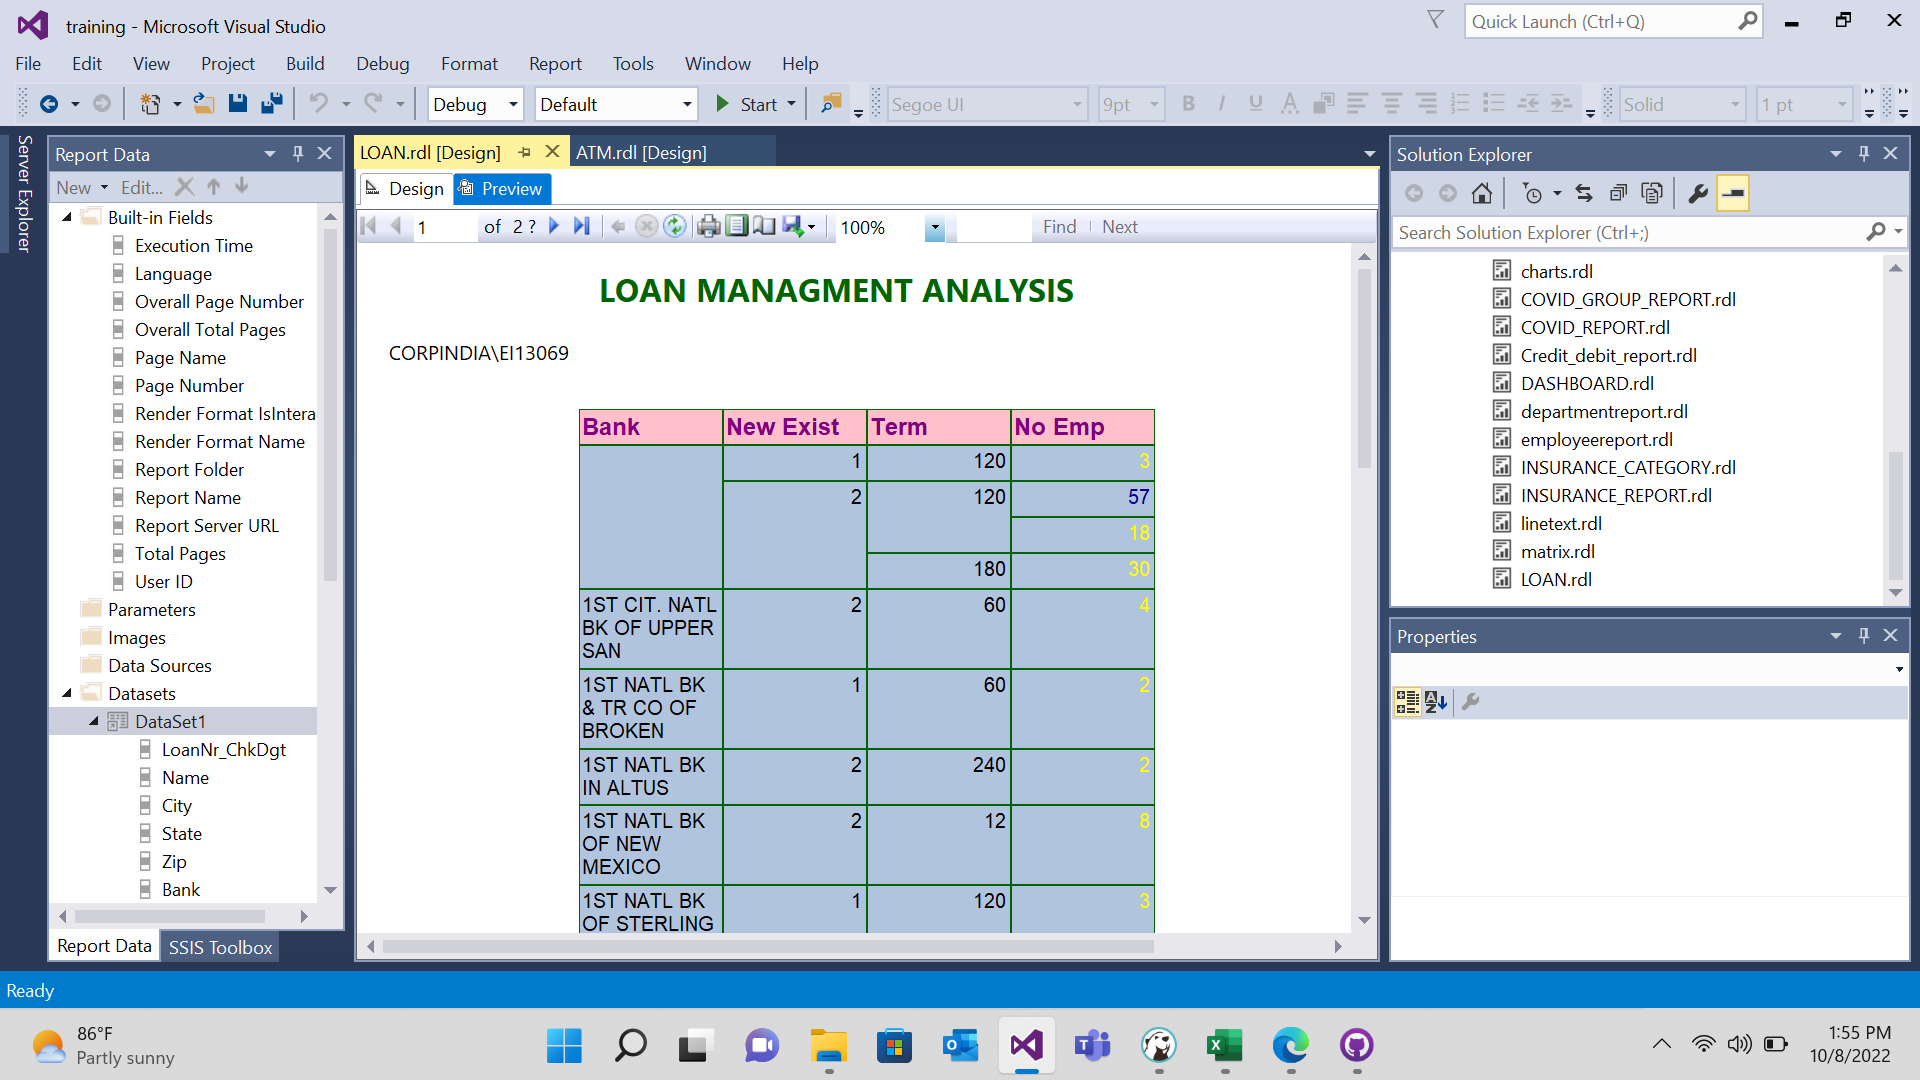 training - Microsoft Visual Studio
Quick Launch (Ctrl+Q)
File Edit View Project Build Debug Format Report Tools Window Help
Debug Default Start Segoe UI 9pt B I U Solid 1 pt
Server Explorer
Report Data
New Edit...
Built-in Fields
Execution Time
Language
Overall Page Number
Overall Total Pages
Page Name
Page Number
Render Format IsIntera
Render Format Name
Report Folder
Report Name
Report Server URL
Total Pages
User ID
Parameters
Images
Data Sources
Datasets
DataSet1
LoanNr_ChkDgt
Name
City
State
Zip
Bank
Report Data SSIS Toolbox
LOAN.rdl [Design] ATM.rdl [Design]
Design Preview
1 of 2 ? 100% Find Next
LOAN MANAGMENT ANALYSIS
CORPINDIA\EI13069
Bank New Exist Term No Emp
1 120 3
2 120 57
18
180 30
1ST CIT. NATL 2 60 4
BK OF UPPER
SAN
1ST NATL BK 1 60 2
& TR CO OF
BROKEN
1ST NATL BK 2 240 2
IN ALTUS
1ST NATL BK 2 12 8
OF NEW
MEXICO
1ST NATL BK 1 120 3
OF STERLING
Solution Explorer
Search Solution Explorer (Ctrl+;)
charts.rdl
COVID_GROUP_REPORT.rdl
COVID_REPORT.rdl
Credit_debit_report.rdl
DASHBOARD.rdl
departmentreport.rdl
employeereport.rdl
INSURANCE_CATEGORY.rdl
INSURANCE_REPORT.rdl
linetext.rdl
matrix.rdl
LOAN.rdl
Properties
Ready
86°F
Partly sunny
1:55 PM
10/8/2022